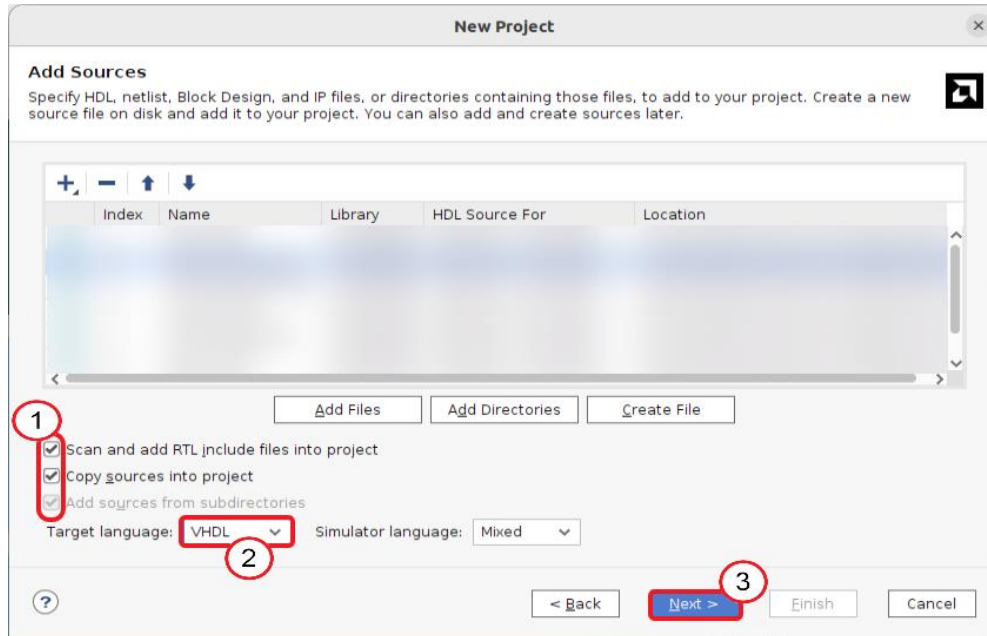 New Project
Add Sources
Specify HDL, netlist, Block Design, and IP files, or directories containing those files, to add to your project. Create a new
source file on disk and add it to your project. You can also add and create sources later.
Index Name Library HDL Source For Location
Add Files Add Directories Create File
1
Scan and add RTL include files into project
Copy sources into project
Add sources from subdirectories
Target language: VHDL Simulator language: Mixed
2
3
? < Back Next > Finish Cancel